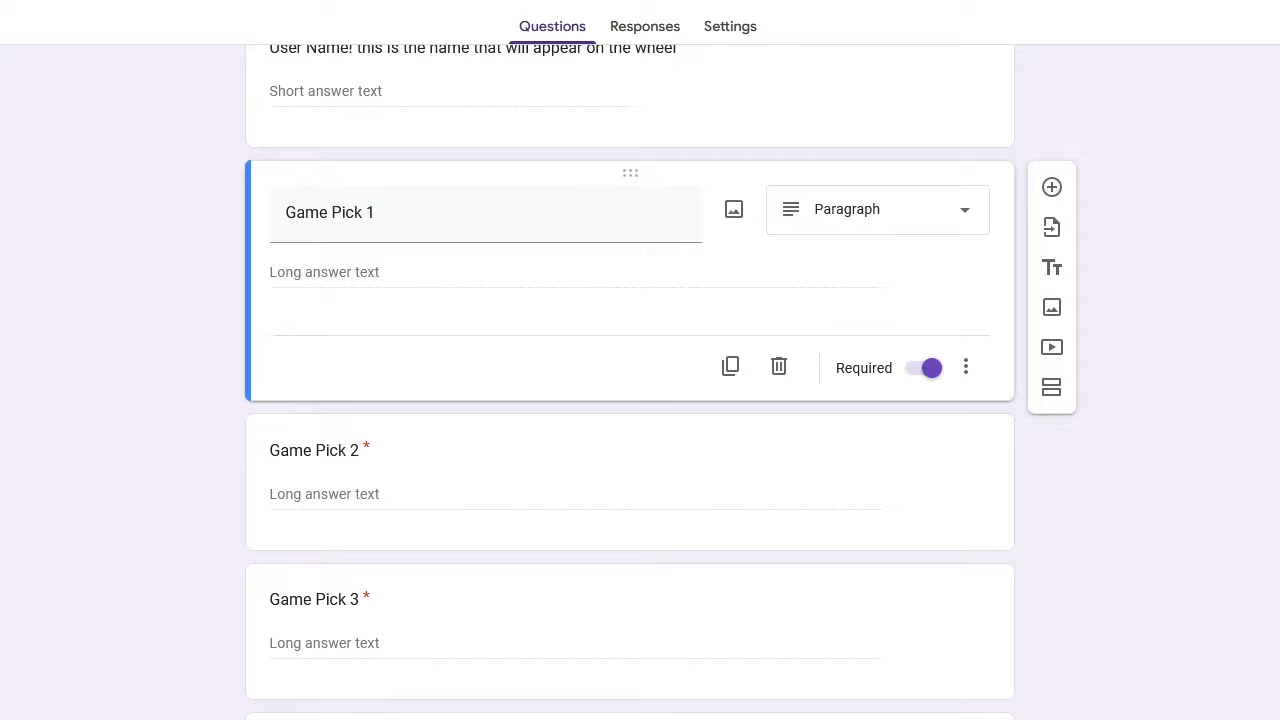 Questions Responses Settings
User Name! this is the name that will appear on the wheel
Short answer text
Game Pick 1
Paragraph
Long answer text
Required
Game Pick 2 *
Long answer text
Game Pick 3 *
Long answer text